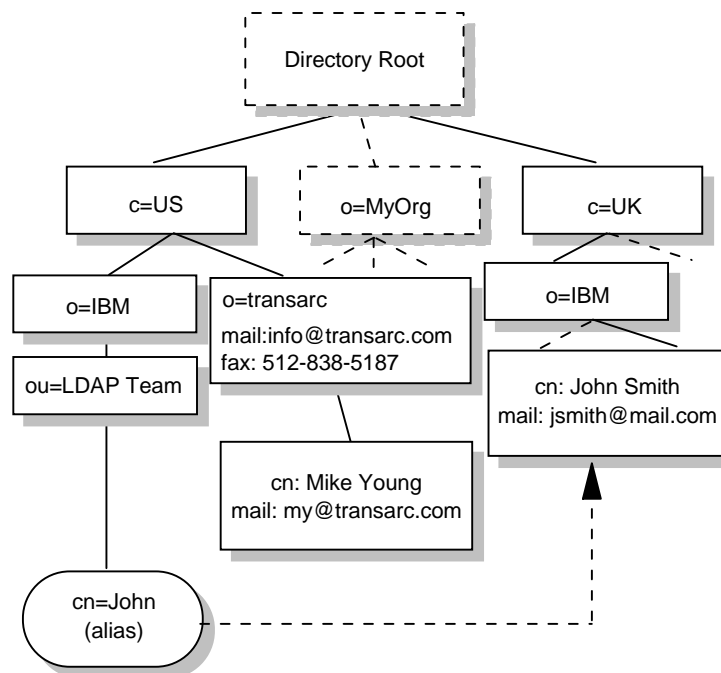 Directory Root
c=US
o=MyOrg
c=UK
o=IBM
o=transarc
mail:info@transarc.com
fax: 512-838-5187
o=IBM
ou=LDAP Team
cn: John Smith
mail: jsmith@mail.com
cn: Mike Young
mail: my@transarc.com
cn=John
(alias)